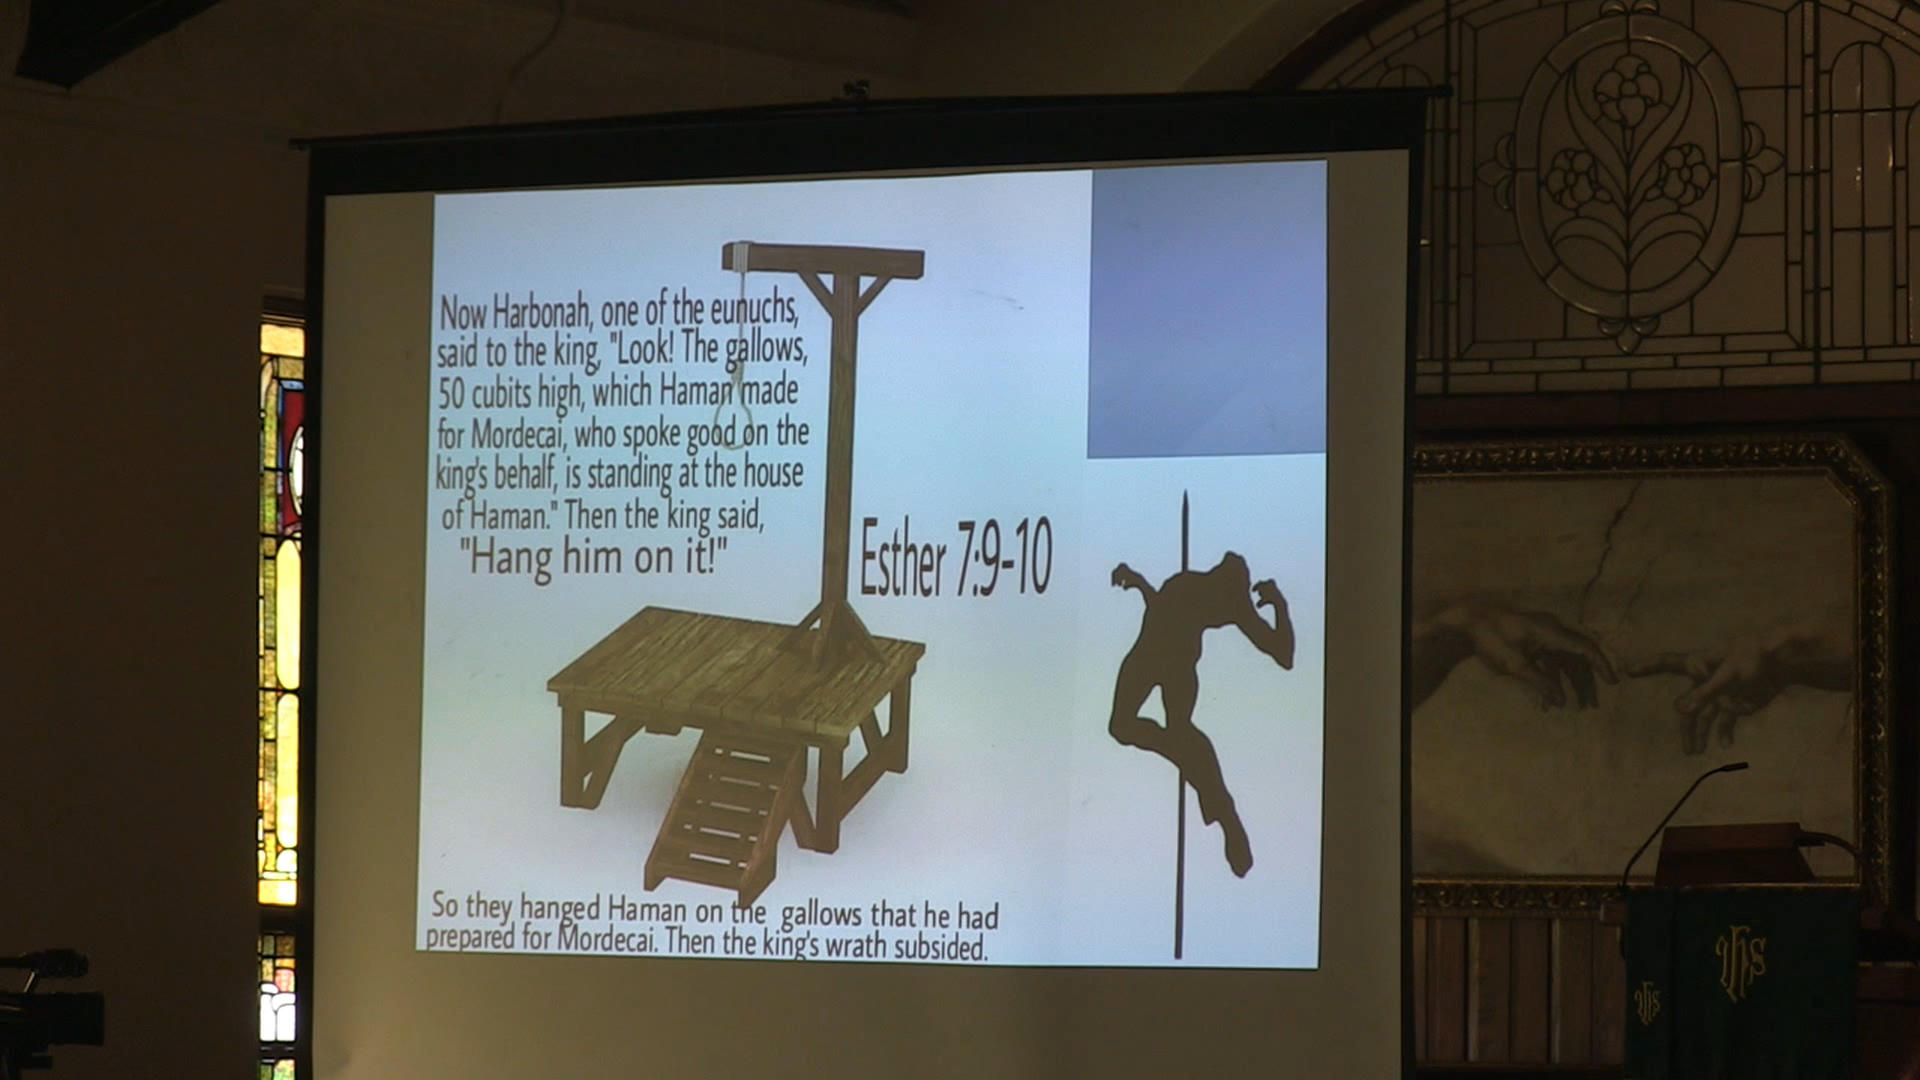 Now Harbonah, one of the eunuchs,
said to the king, "Look! The gallows,
50 cubits high, which Haman made
for Mordecai, who spoke good on the
king's behalf, is standing at the house
of Haman." Then the king said,
"Hang him on it!"
Esther 7:9-10
So they hanged Haman on the gallows that he had
prepared for Mordecai. Then the king's wrath subsided.
IHS
IHS